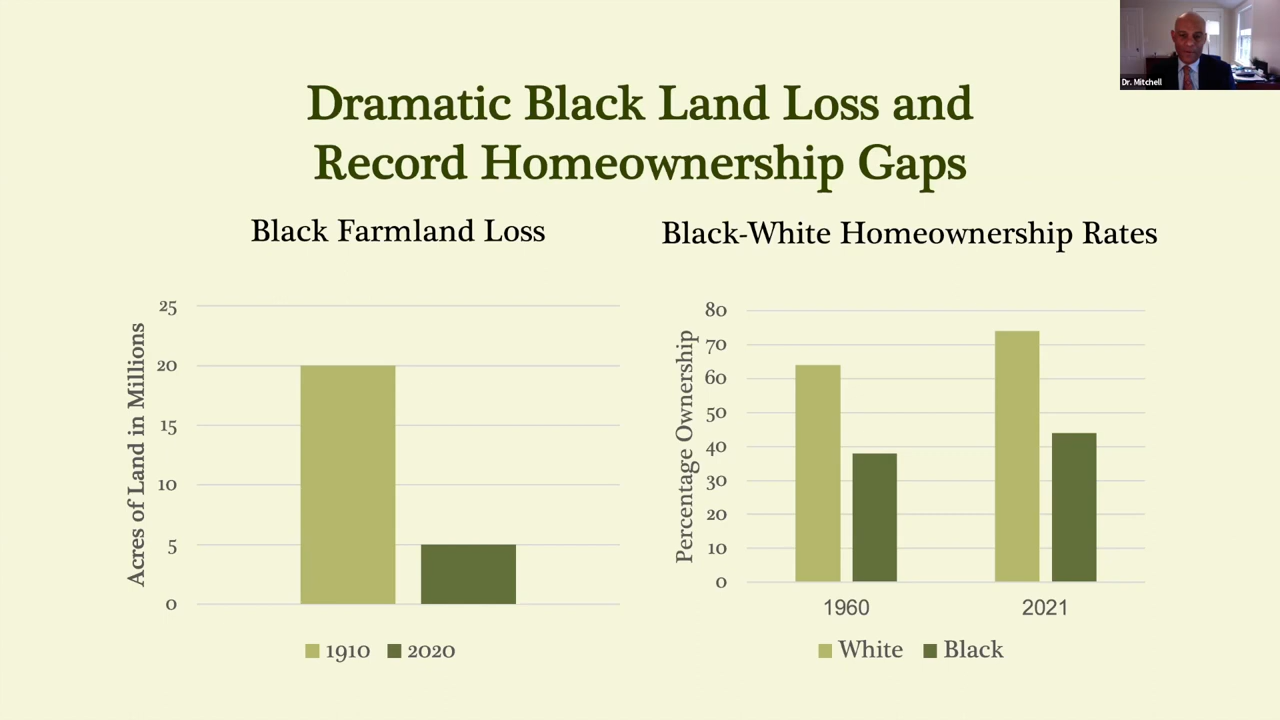 Dr. Mitchell
Dramatic Black Land Loss and
Record Homeownership Gaps
Black Farmland Loss
Acres of Land in Millions
25
20
15
10
5
0
1910 2020
Black-White Homeownership Rates
Percentage Ownership
80
70
60
50
40
30
20
10
0
1960 2021
White Black